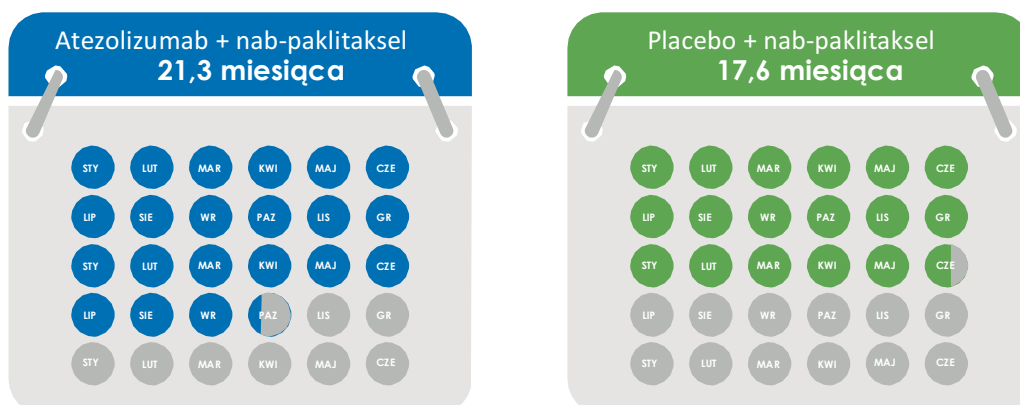 Atezolizumab + nab-paklitaksel
21,3 miesiąca
STY LUT MAR KWI MAJ CZE
LIP SIE WR PAZ LIS GR
STY LUT MAR KWI MAJ CZE
LIP SIE WR PAZ LIS GR
STY LUT MAR KWI MAJ CZE
Placebo + nab-paklitaksel
17,6 miesiąca
STY LUT MAR KWI MAJ CZE
LIP SIE WR PAZ LIS GR
STY LUT MAR KWI MAJ CZE
LIP SIE WR PAZ LIS GR
STY LUT MAR KWI MAJ CZE